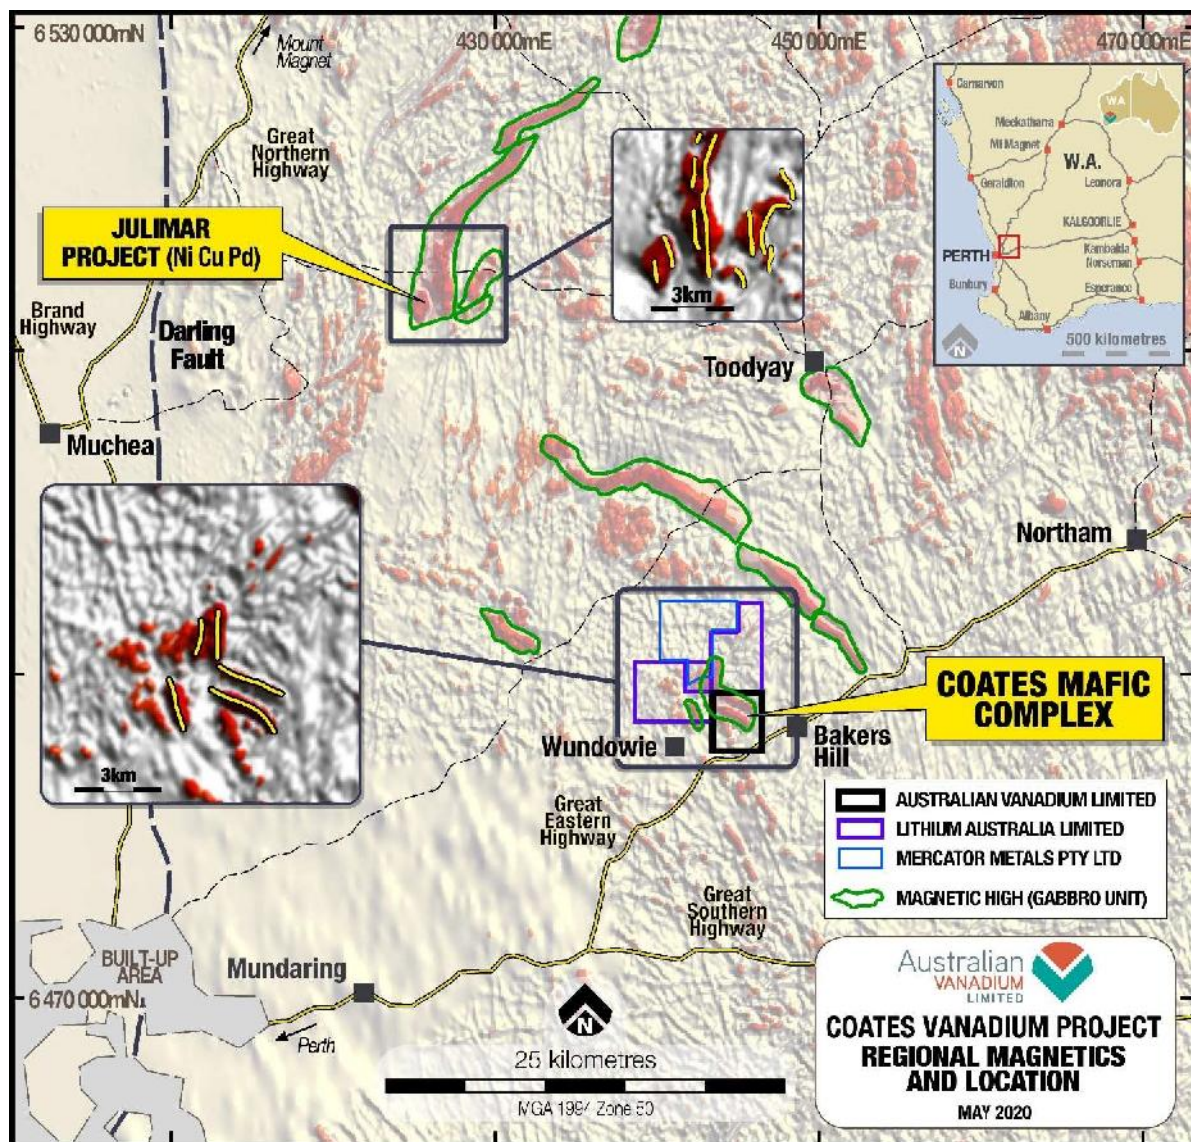 6 530 000mN
430 000mE
450 000mE
470 000mE
Mount
Magnet
Great
Northern
Highway
JULIMAR
PROJECT (Ni Cu Pd)
Brand
Highway
Darling
Fault
Muchea
3km
Carnarvon
WA
Meekatharra
Mt Magnet
W.A.
Geraldton
Leonora
KALGOORLIE
PERTH
Kambalda
Norseman
Bunbury
Esperance
Albany
N
500 kilometres
Toodyay
Northam
3km
COATES MAFIC
COMPLEX
Wundowie
Bakers
Hill
Great
Eastern
Highway
AUSTRALIAN VANADIUM LIMITED
LITHIUM AUSTRALIA LIMITED
MERCATOR METALS PTY LTD
MAGNETIC HIGH (GABBRO UNIT)
Great
Southern
Highway
BUILT-UP
AREA
Mundaring
6 470 000mN
Perth
N
25 kilometres
MGA 1994 Zone 50
Australian
VANADIUM
LIMITED
COATES VANADIUM PROJECT
REGIONAL MAGNETICS
AND LOCATION
MAY 2020